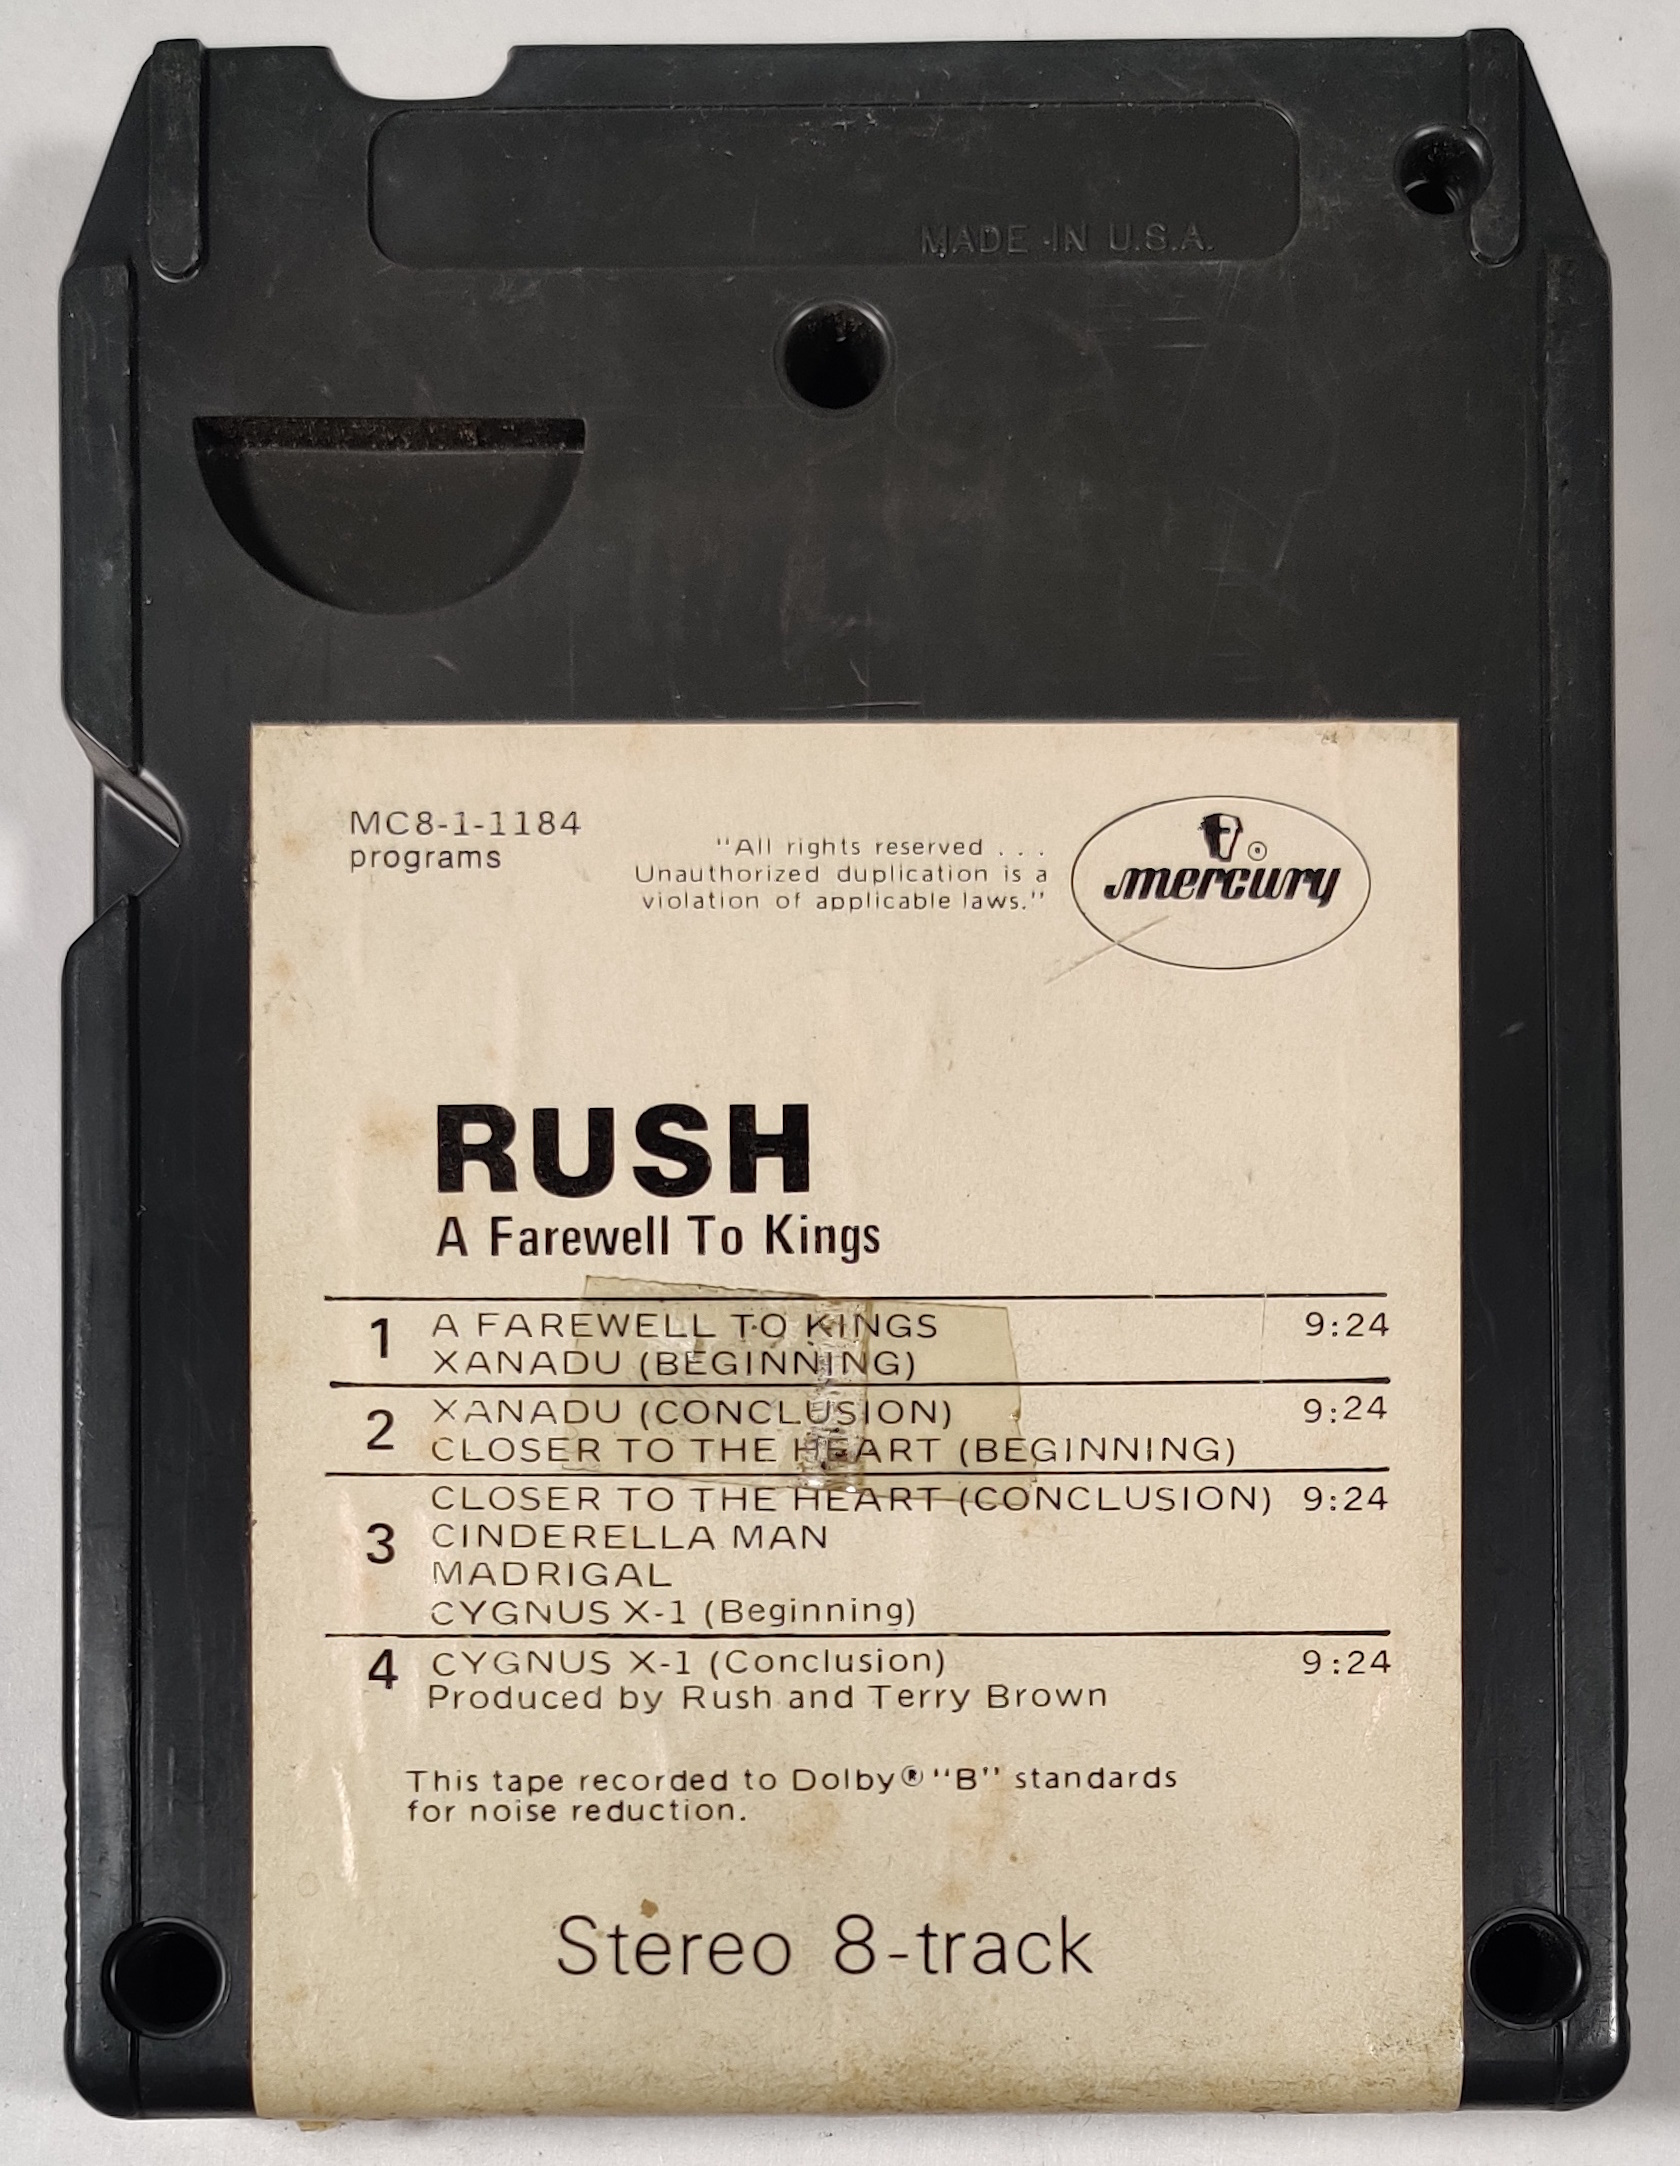 MADE IN U.S.A.
MC8-1-1184
programs
"All rights reserved . . .
Unauthorized duplication is a
violation of applicable laws."
mercury
RUSH
A Farewell To Kings
1 A FAREWELL TO KINGS 9:24
XANADU (BEGINNING)
2 XANADU (CONCLUSION) 9:24
CLOSER TO THE HEART (BEGINNING)
CLOSER TO THE HEART (CONCLUSION) 9:24
3 CINDERELLA MAN
MADRIGAL
CYGNUS X-1 (Beginning)
4 CYGNUS X-1 (Conclusion) 9:24
Produced by Rush and Terry Brown
This tape recorded to Dolby® "B" standards
for noise reduction.
Stereo 8-track